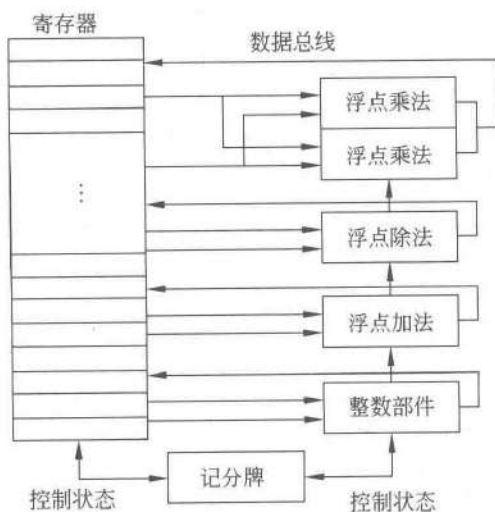 寄存器
数据总线
浮点乘法
浮点乘法
⋮
浮点除法
浮点加法
整数部件
记分牌
控制状态
控制状态